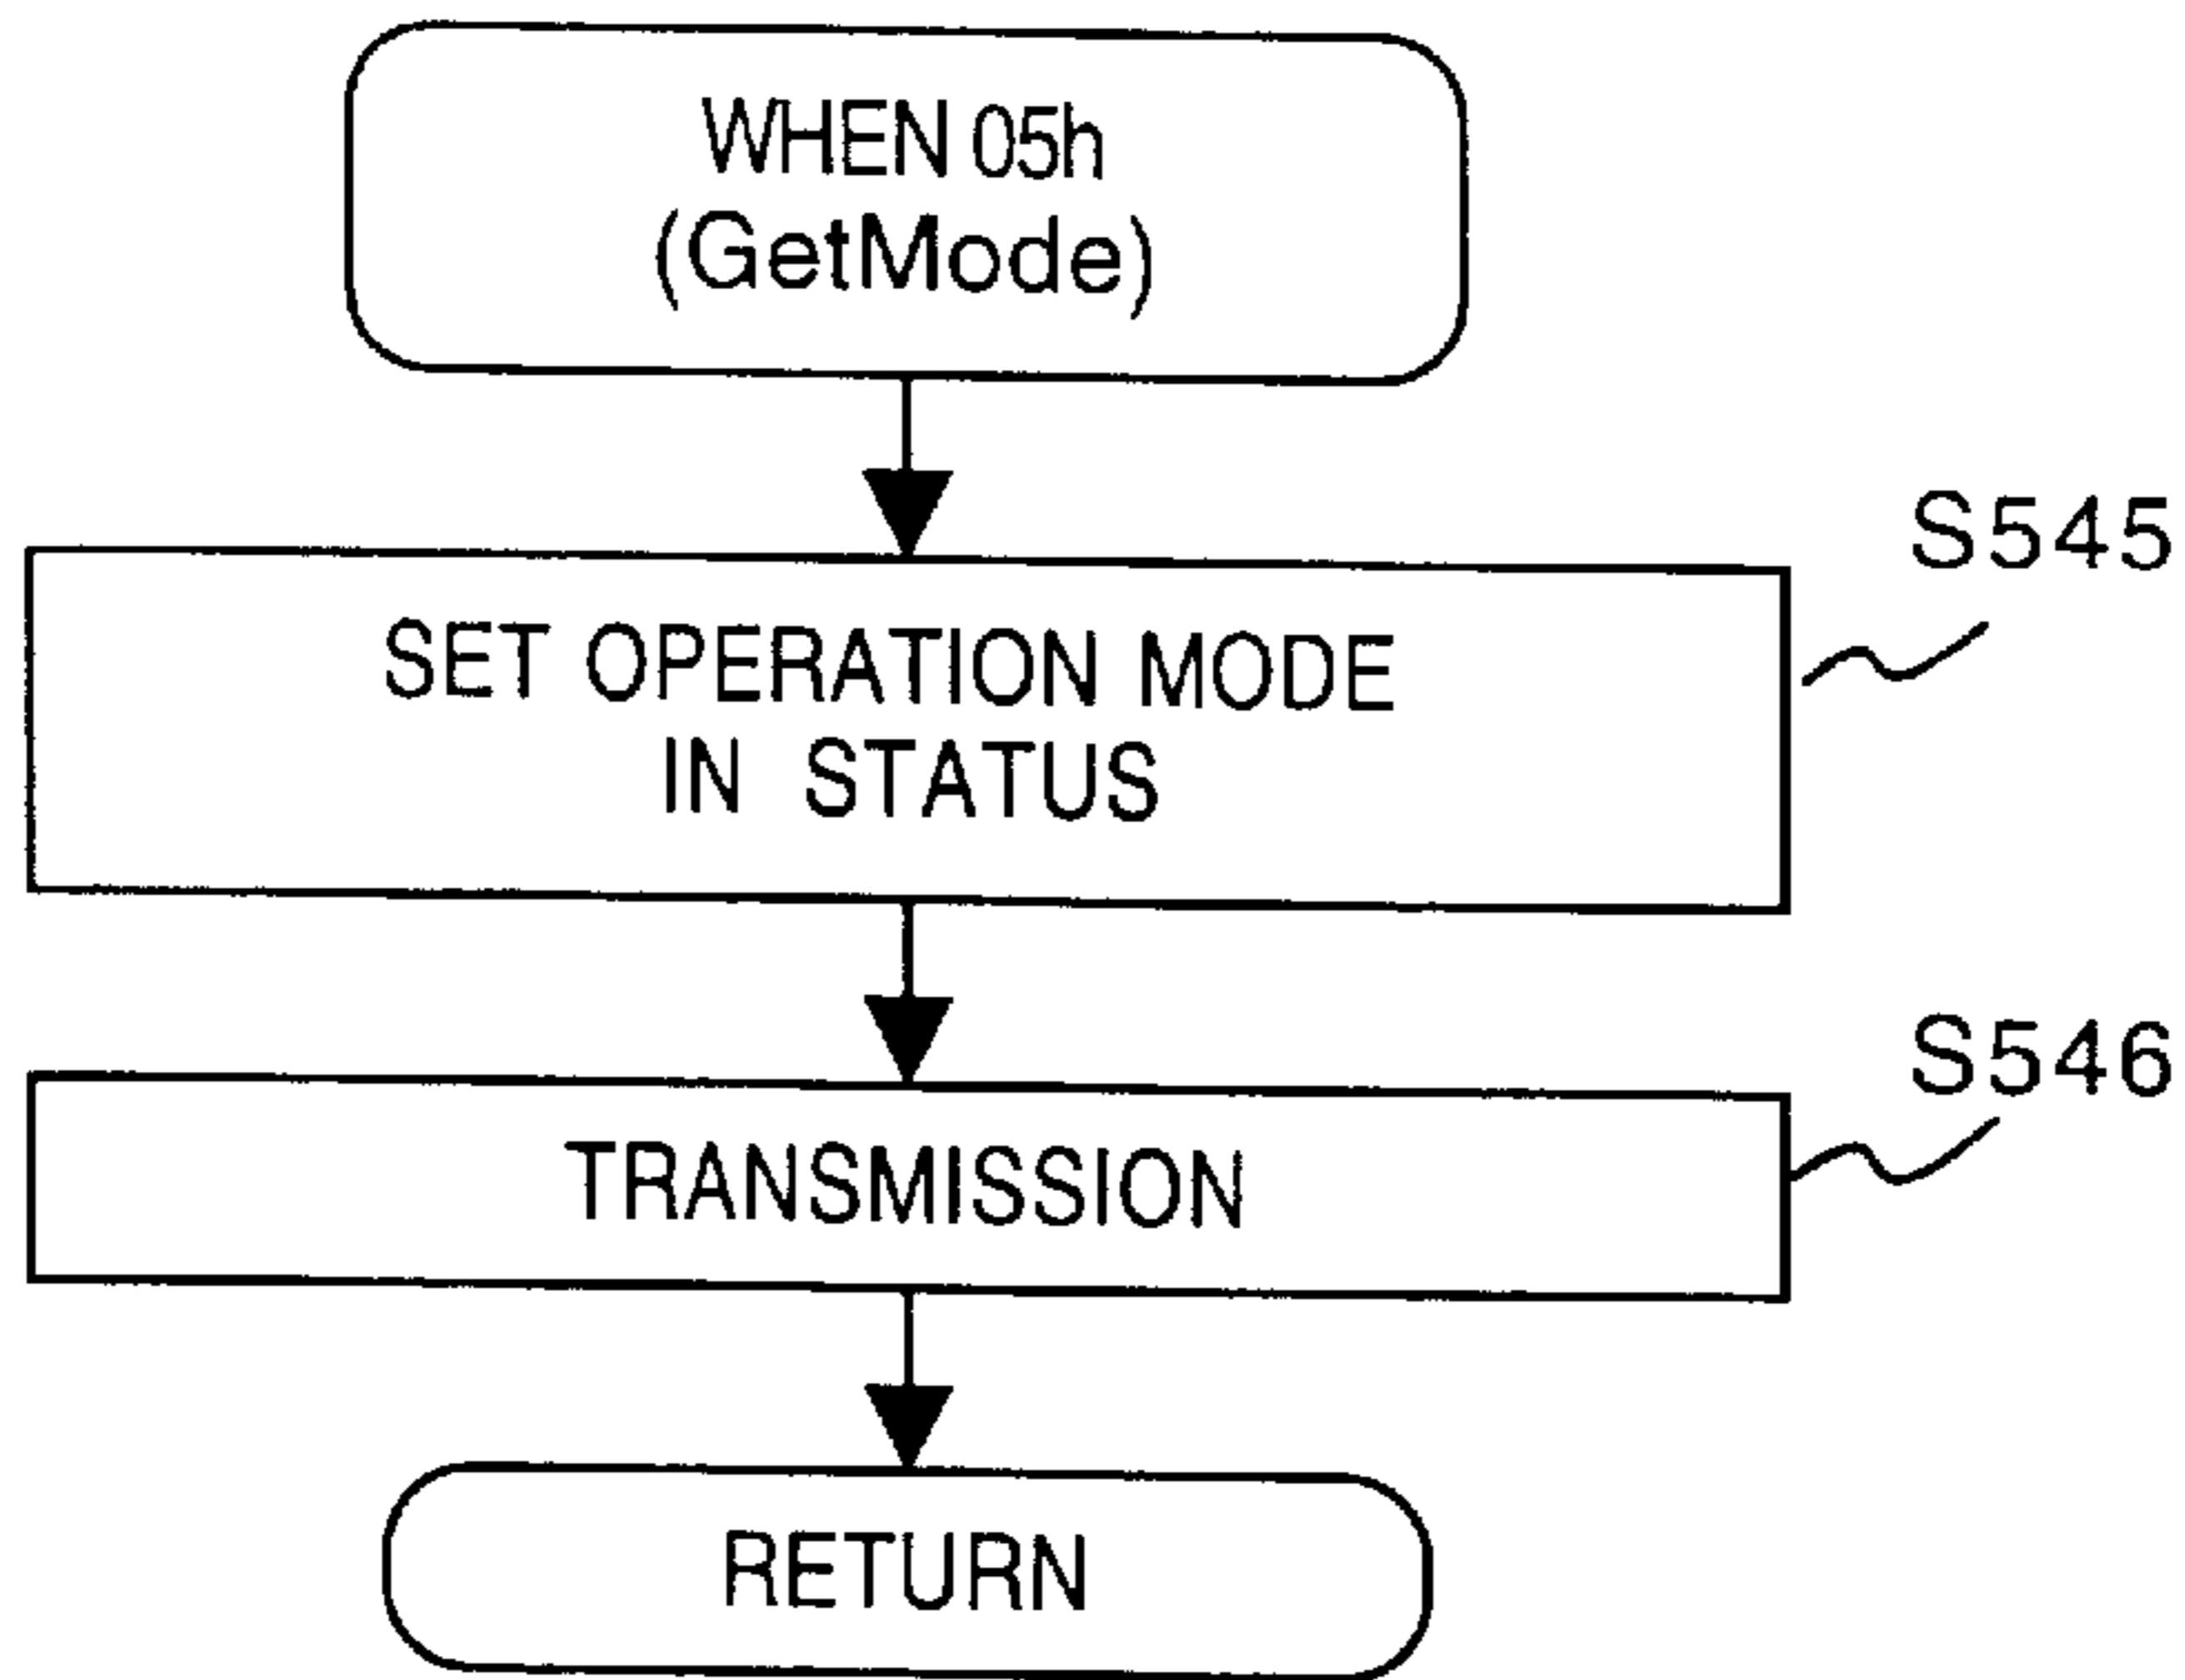 WHEN 05h
(GetMode)
S545
SET OPERATION MODE
IN STATUS
S546
TRANSMISSION
RETURN